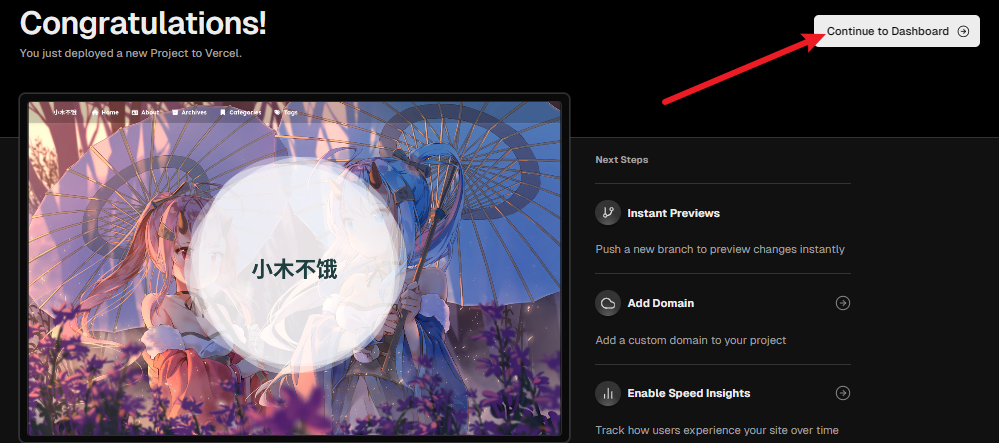 Congratulations!
You just deployed a new Project to Vercel.
Continue to Dashboard
小木不饿 Home About Archives Categories Tags
小木不饿
Next Steps
Instant Previews
Push a new branch to preview changes instantly
Add Domain
Add a custom domain to your project
Enable Speed Insights
Track how users experience your site over time